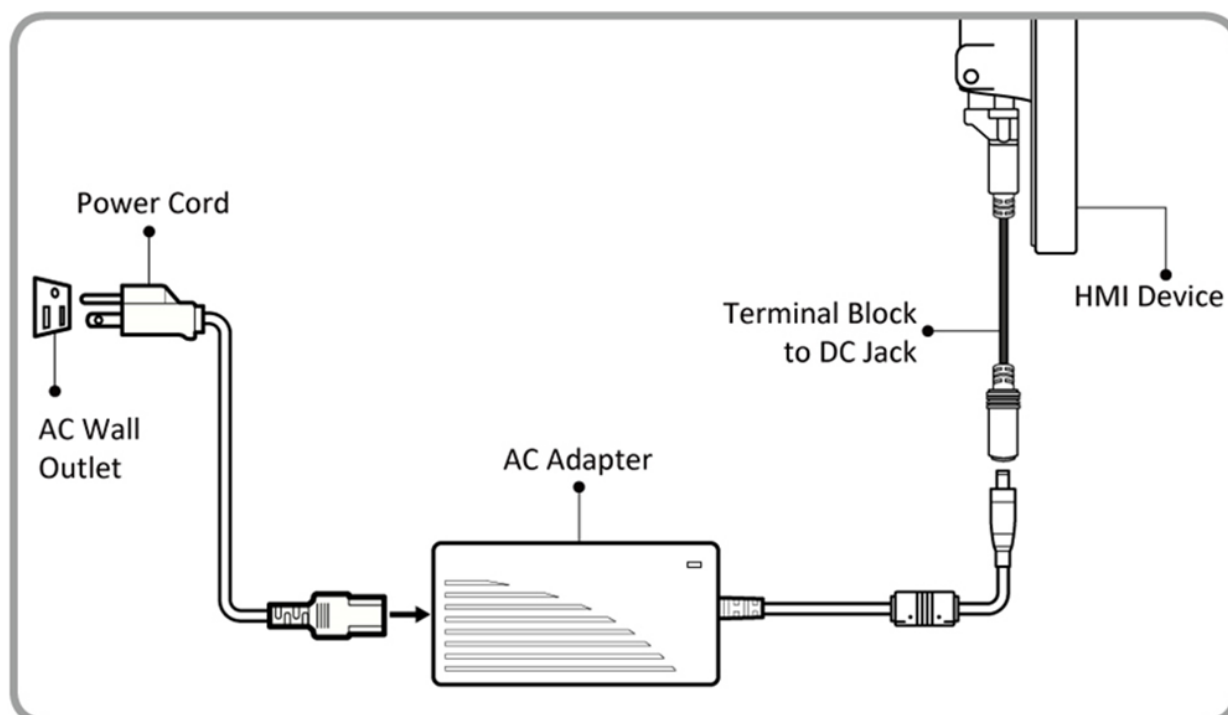 Power Cord
AC Wall
Outlet
AC Adapter
Terminal Block
to DC Jack
HMI Device